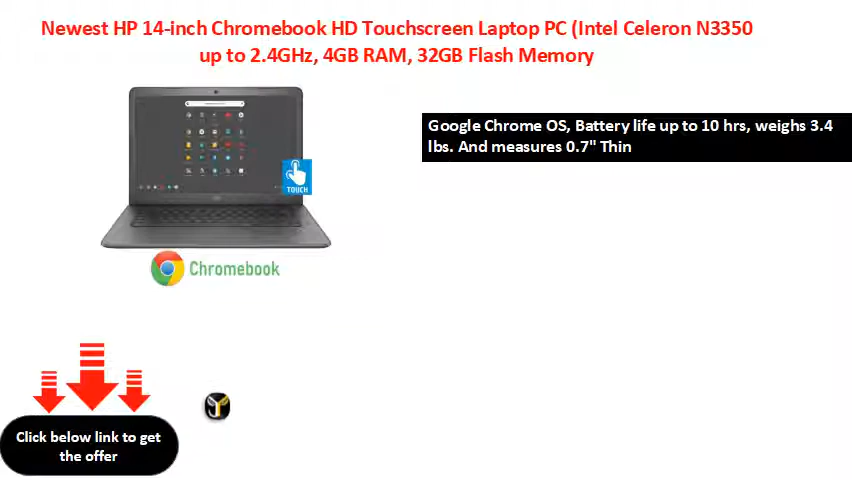 Newest HP 14-inch Chromebook HD Touchscreen Laptop PC (Intel Celeron N3350
up to 2.4GHz, 4GB RAM, 32GB Flash Memory
Google Chrome OS, Battery life up to 10 hrs, weighs 3.4
lbs. And measures 0.7" Thin
TOUCH
Chromebook
Click below link to get
the offer